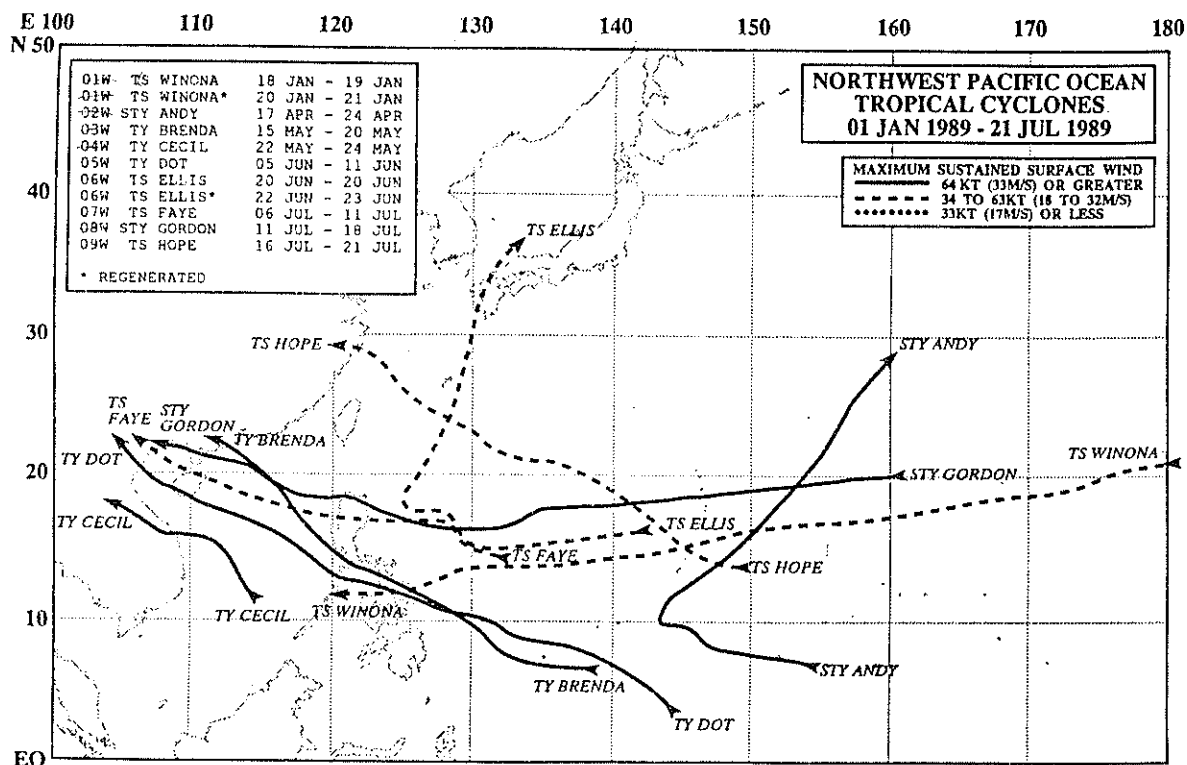 E 100 110 120 130 140 150 160 170 180
N 50
01W TS WINONA 18 JAN - 19 JAN
01W TS WINONA* 20 JAN - 21 JAN
02W STY ANDY 17 APR - 24 APR
03W TY BRENDA 15 MAY - 20 MAY
04W TY CECIL 22 MAY - 24 MAY
05W TY DOT 05 JUN - 11 JUN
06W TS ELLIS 20 JUN - 20 JUN
06W TS ELLIS* 22 JUN - 23 JUN
07W TS FAYE 06 JUL - 11 JUL
08W STY GORDON 11 JUL - 18 JUL
09W TS HOPE 16 JUL - 21 JUL
* REGENERATED
NORTHWEST PACIFIC OCEAN
TROPICAL CYCLONES
01 JAN 1989 - 21 JUL 1989
MAXIMUM SUSTAINED SURFACE WIND
64 KT (33M/S) OR GREATER
34 TO 63KT (18 TO 32M/S)
33KT (17M/S) OR LESS
40
TS ELLIS
30
TS HOPE
STY ANDY
TS
FAYE
STY
GORDON
TY BRENDA
TY DOT
20
TS WINONA
STY GORDON
TY CECIL
TS ELLIS
TS FAYE
TS HOPE
10
TY CECIL
TS WINONA
TY BRENDA
STY ANDY
TY DOT
EQ